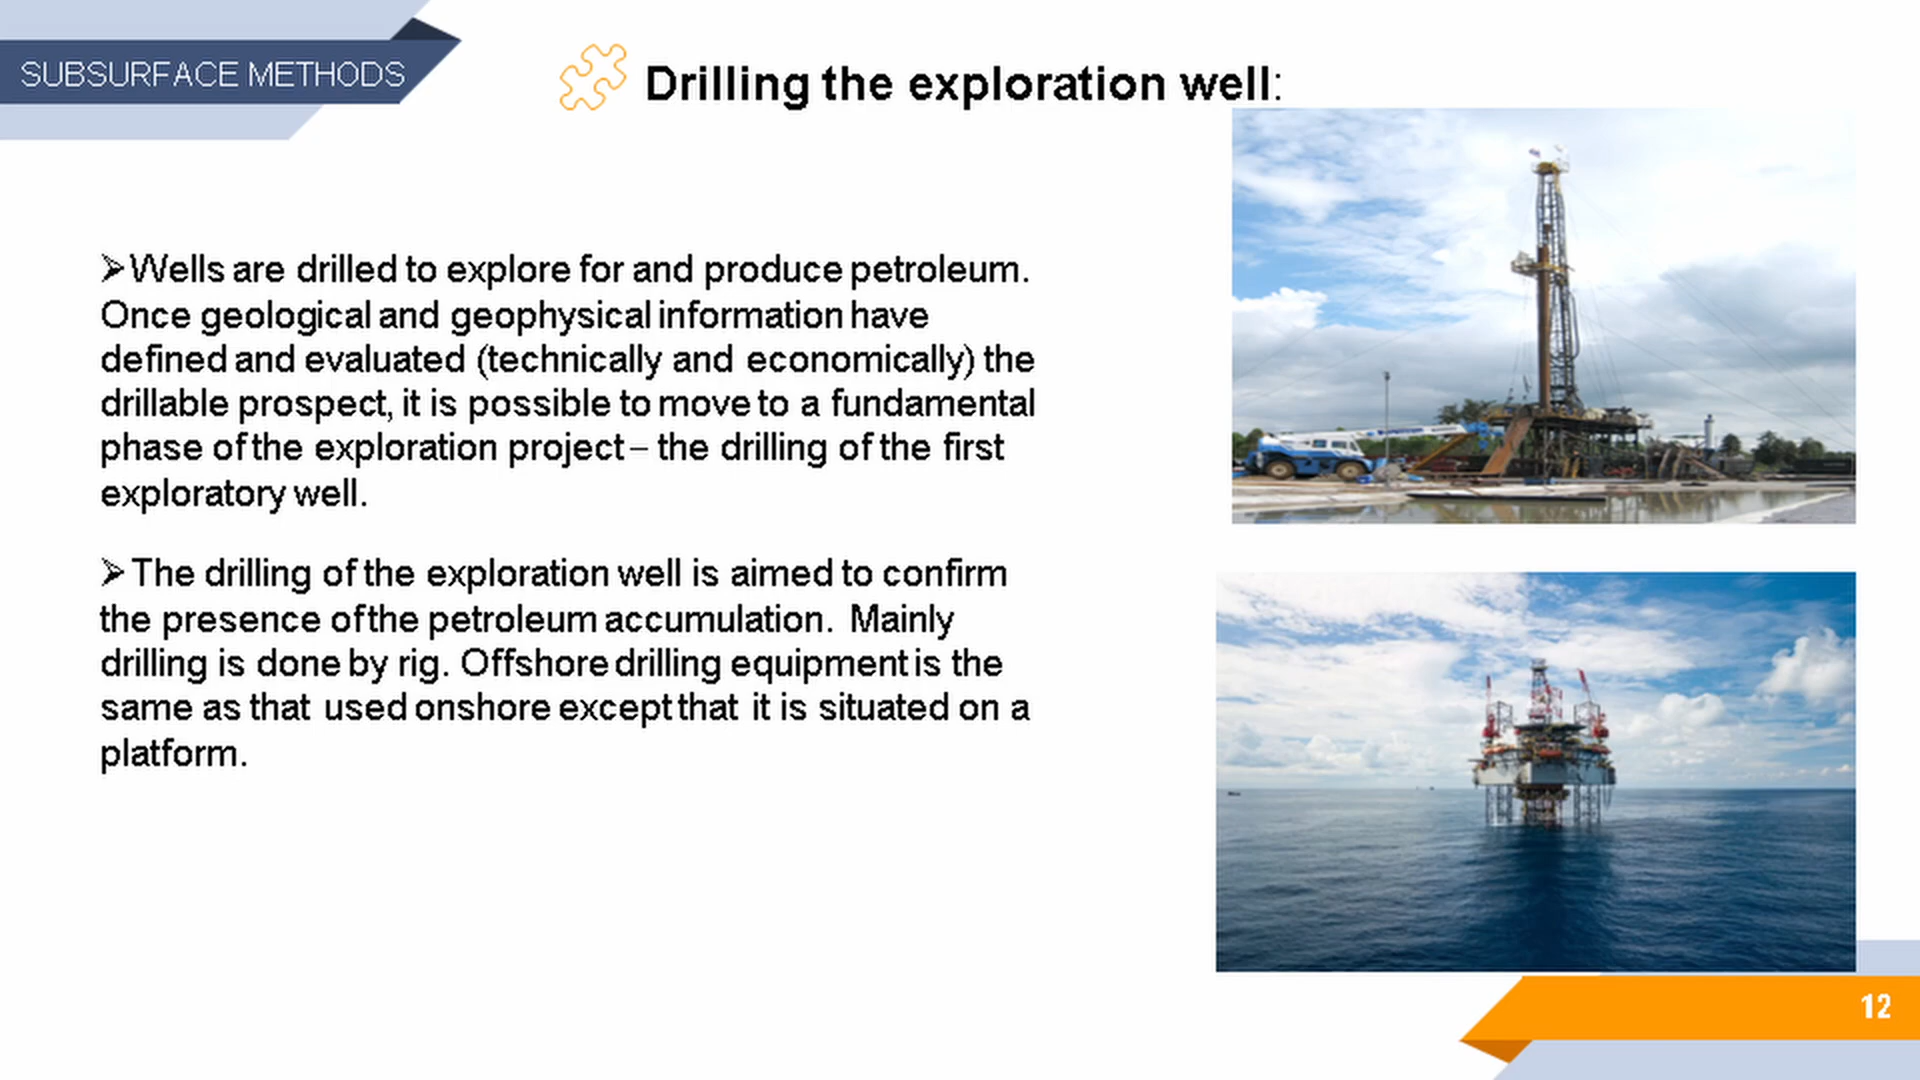 SUBSURFACE METHODS
Drilling the exploration well:
➢Wells are drilled to explore for and produce petroleum.
Once geological and geophysical information have
defined and evaluated (technically and economically) the
drillable prospect, it is possible to move to a fundamental
phase of the exploration project – the drilling of the first
exploratory well.
➢The drilling of the exploration well is aimed to confirm
the presence of the petroleum accumulation. Mainly
drilling is done by rig. Offshore drilling equipment is the
same as that used onshore except that it is situated on a
platform.
12